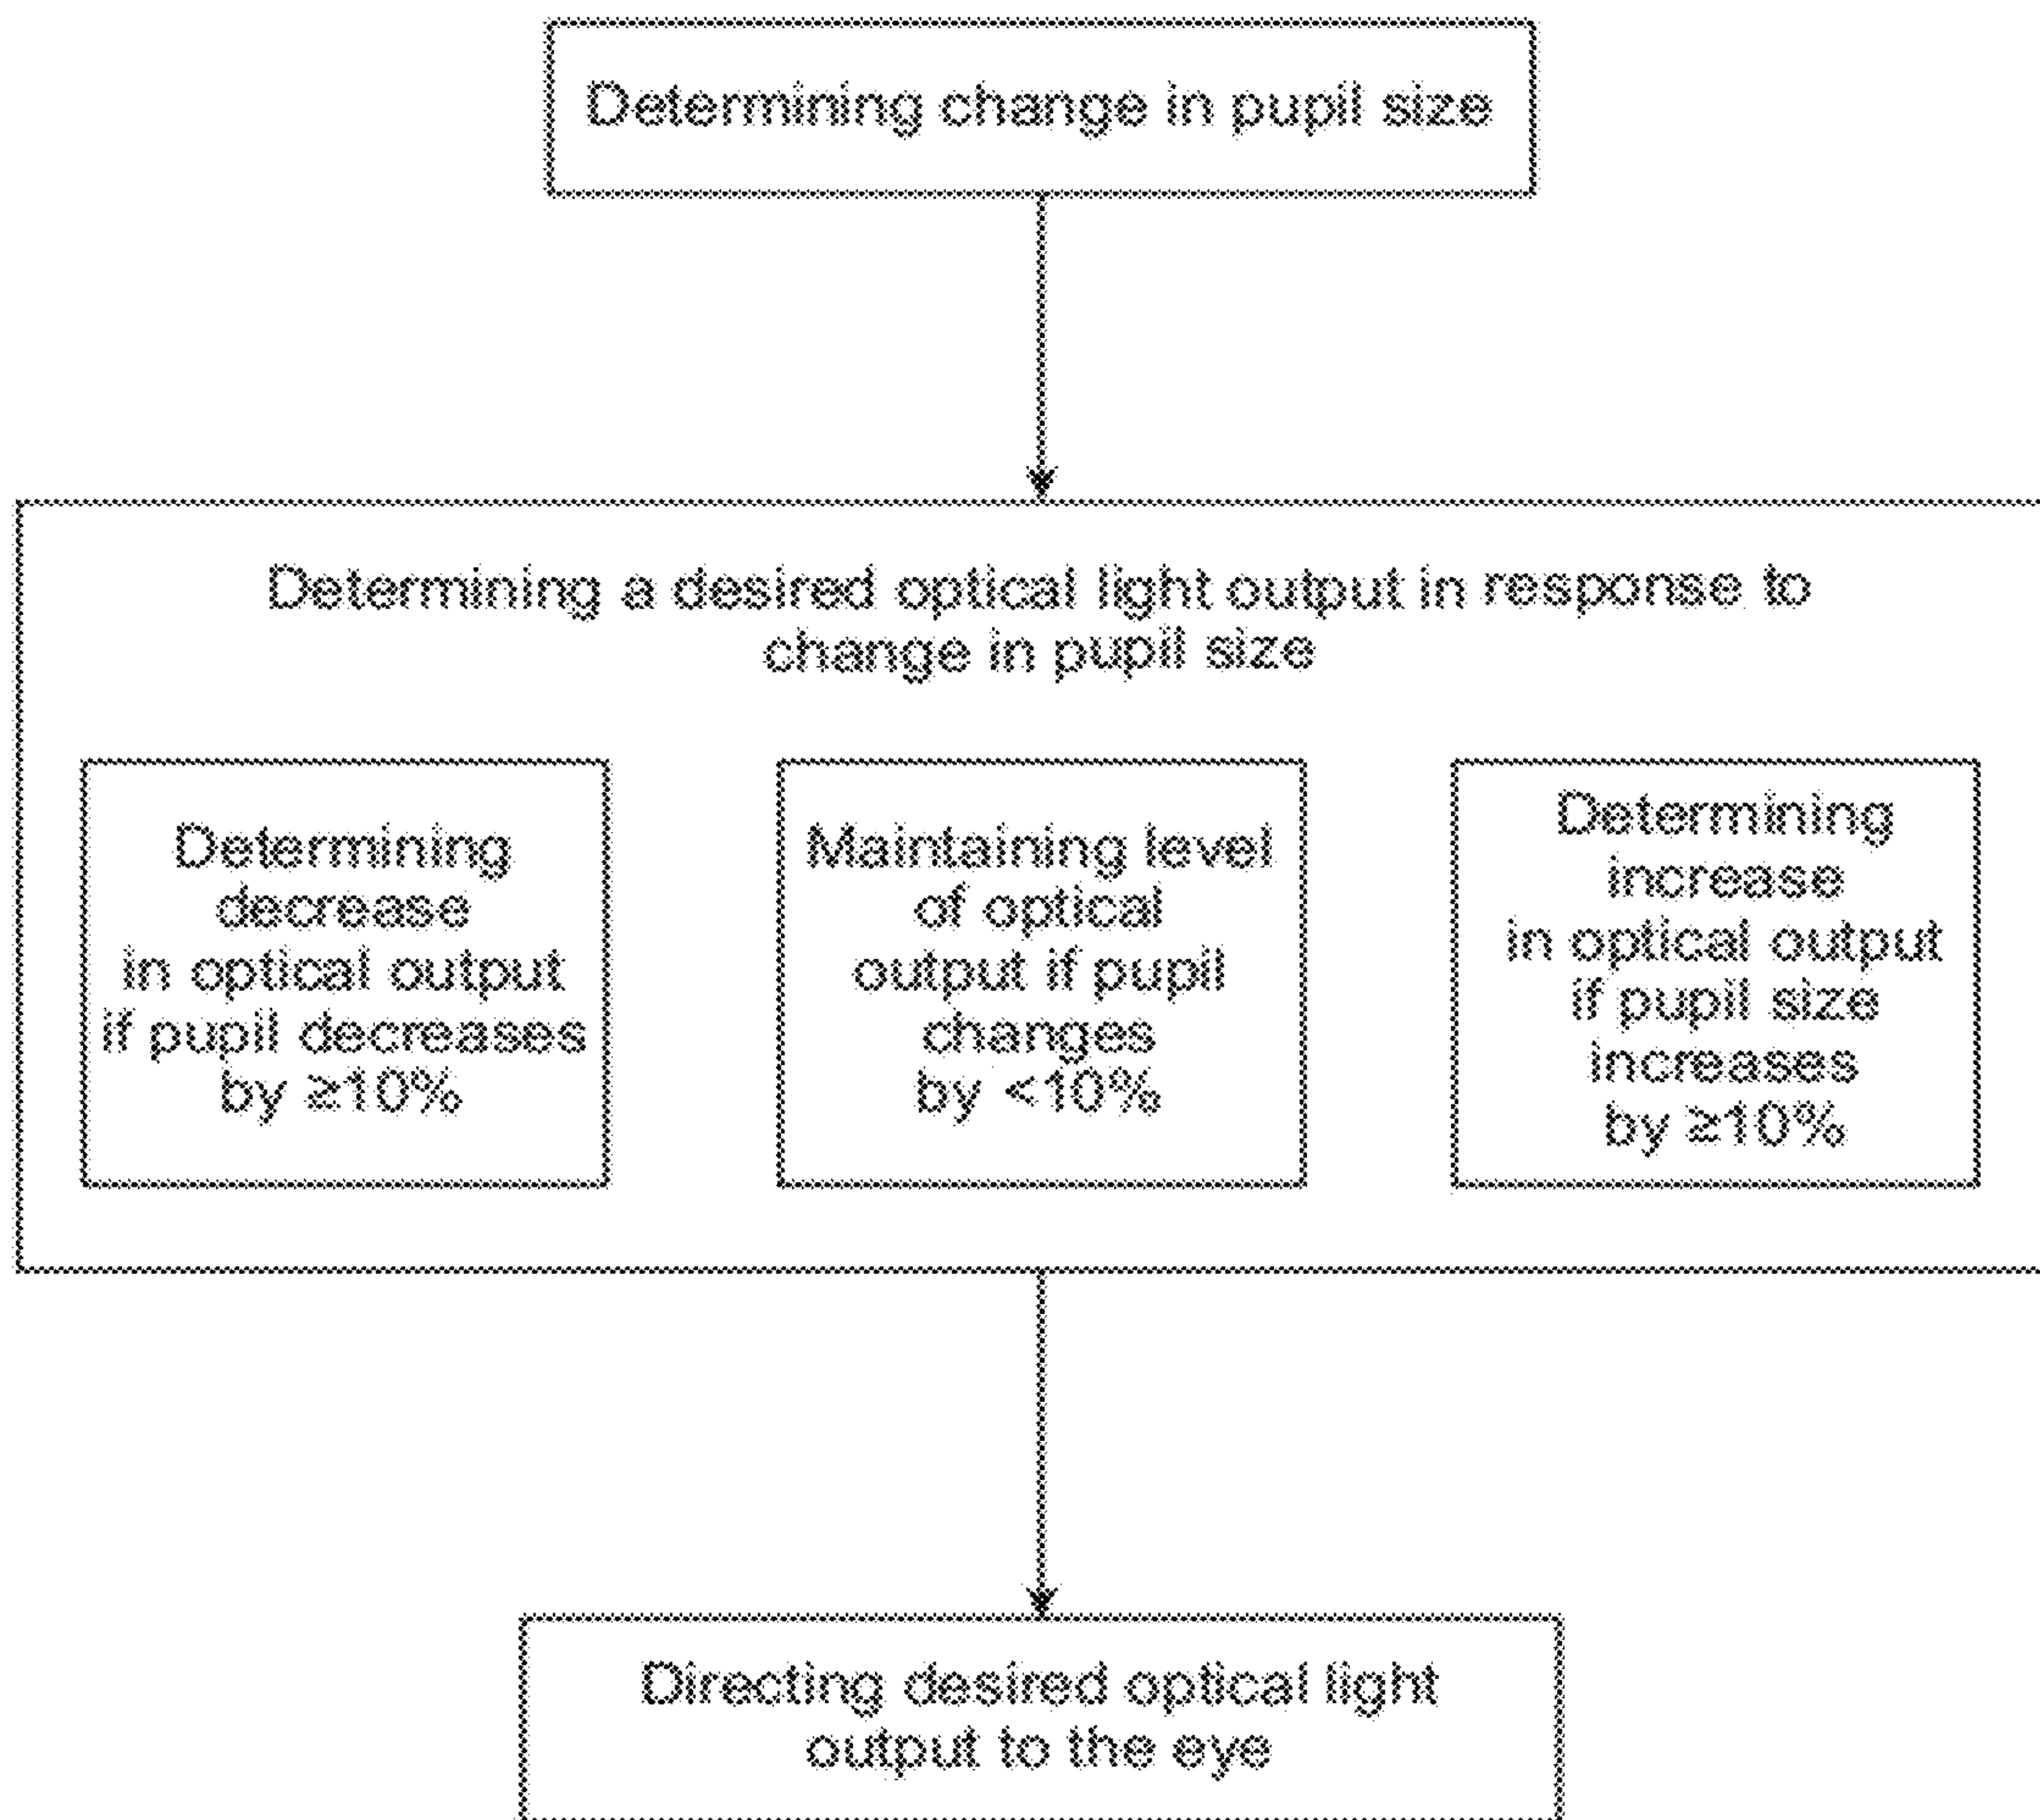 Determining change in pupil size
Determining a desired optical light output in response to
change in pupil size
Determining
decrease
in optical output
if pupil decreases
by ≥10%
Maintaining level
of optical
output if pupil
changes
by <10%
Determining
increase
in optical output
if pupil size
increases
by ≥10%
Directing desired optical light
output to the eye